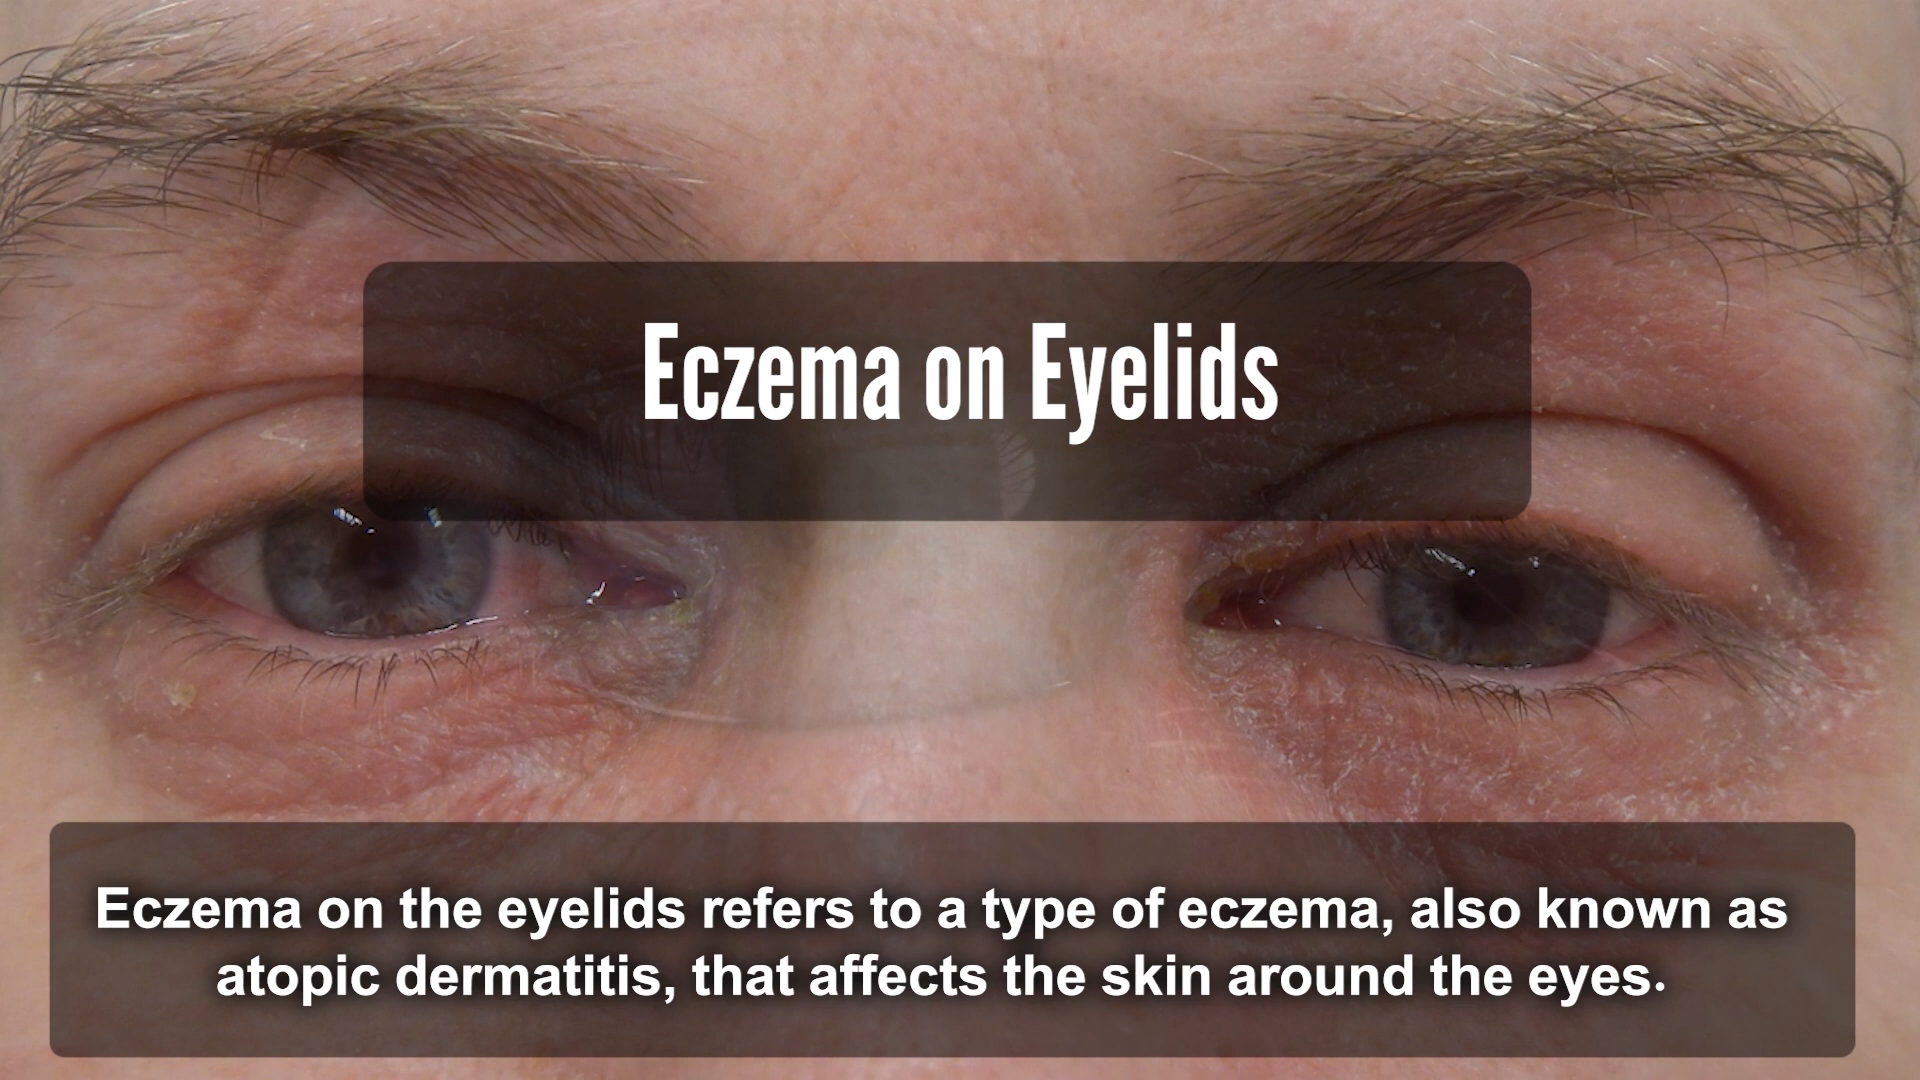 Eczema on Eyelids
Eczema on the eyelids refers to a type of eczema, also known as
atopic dermatitis, that affects the skin around the eyes.